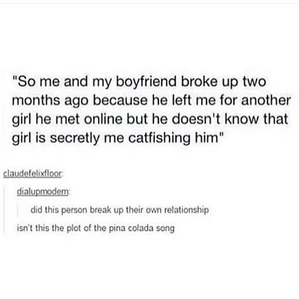 "So me and my boyfriend broke up two
months ago because he left me for another
girl he met online but he doesn't know that
girl is secretly me catfishing him"
claudefelixfloor:
dialupmodem:
did this person break up their own relationship
isn't this the plot of the pina colada song